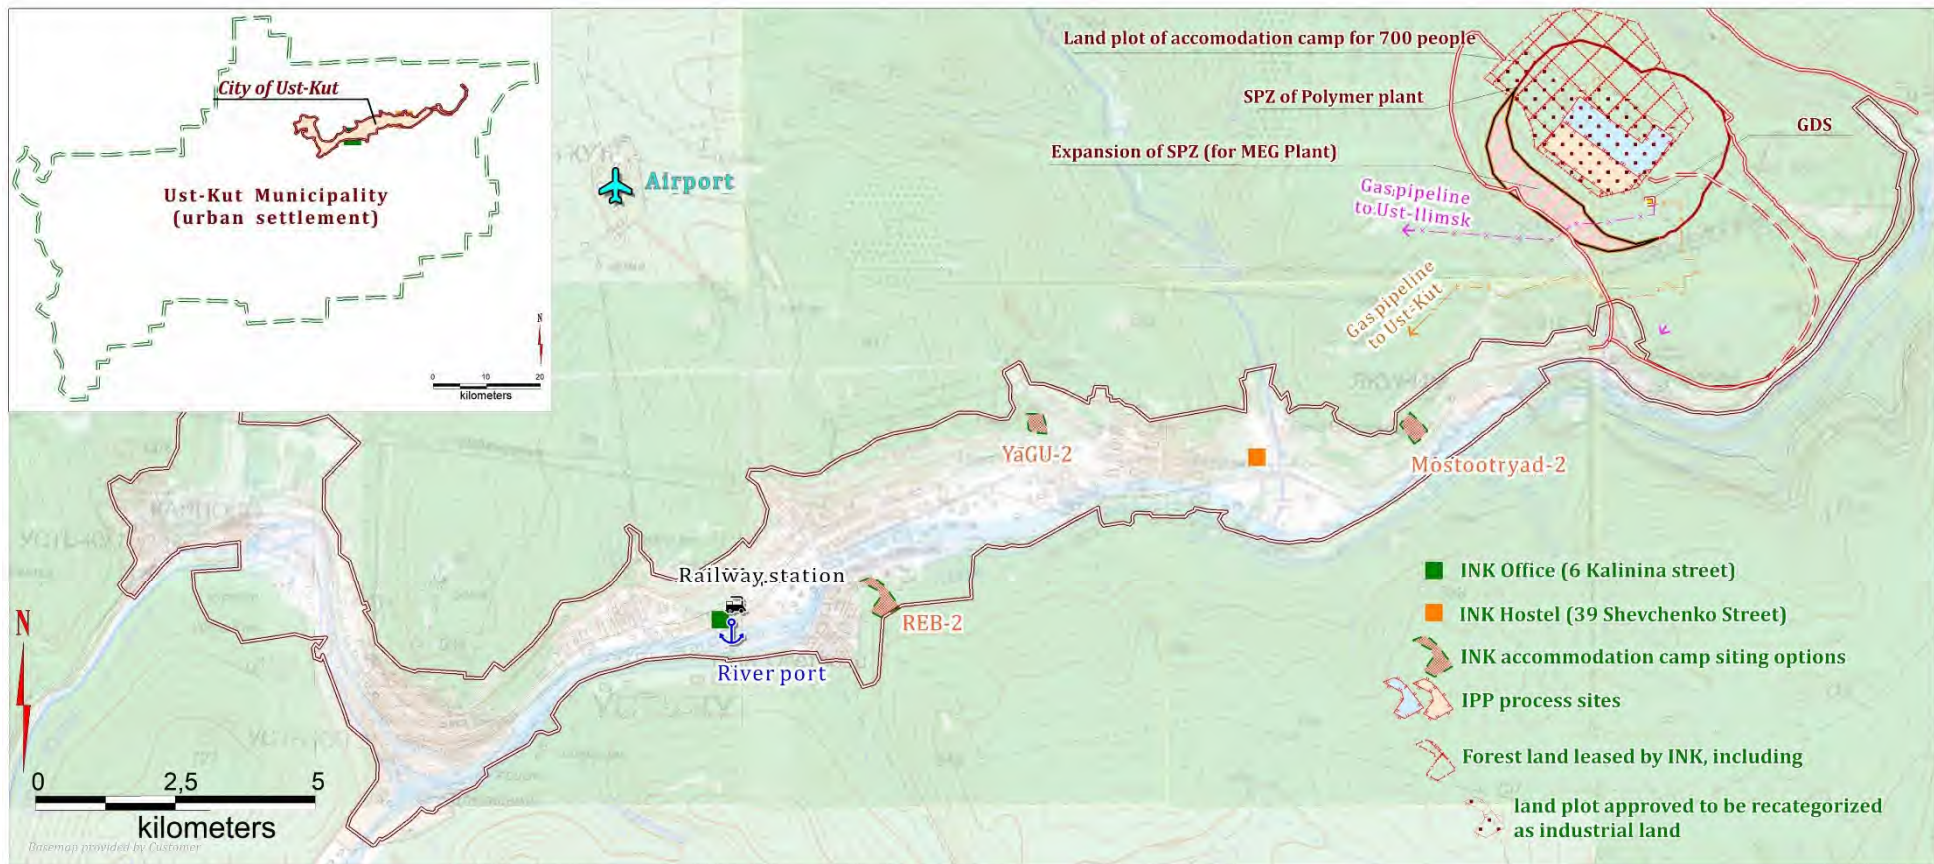 City of Ust-Kut
Ust-Kut Municipality
(urban settlement)
N
0 10 20
kilometers
Airport
Land plot of accomodation camp for 700 people
SPZ of Polymer plant
GDS
Expansion of SPZ (for MEG Plant)
Gas pipeline
to Ust-Ilimsk
Gas pipeline
to Ust-Kut
YaGU-2
Mostootryad-2
Railway station
REB-2
River port
INK Office (6 Kalinina street)
INK Hostel (39 Shevchenko Street)
INK accommodation camp siting options
IPP process sites
Forest land leased by INK, including
land plot approved to be recategorized
as industrial land
N
0 2,5 5
kilometers
Basemap provided by Customer